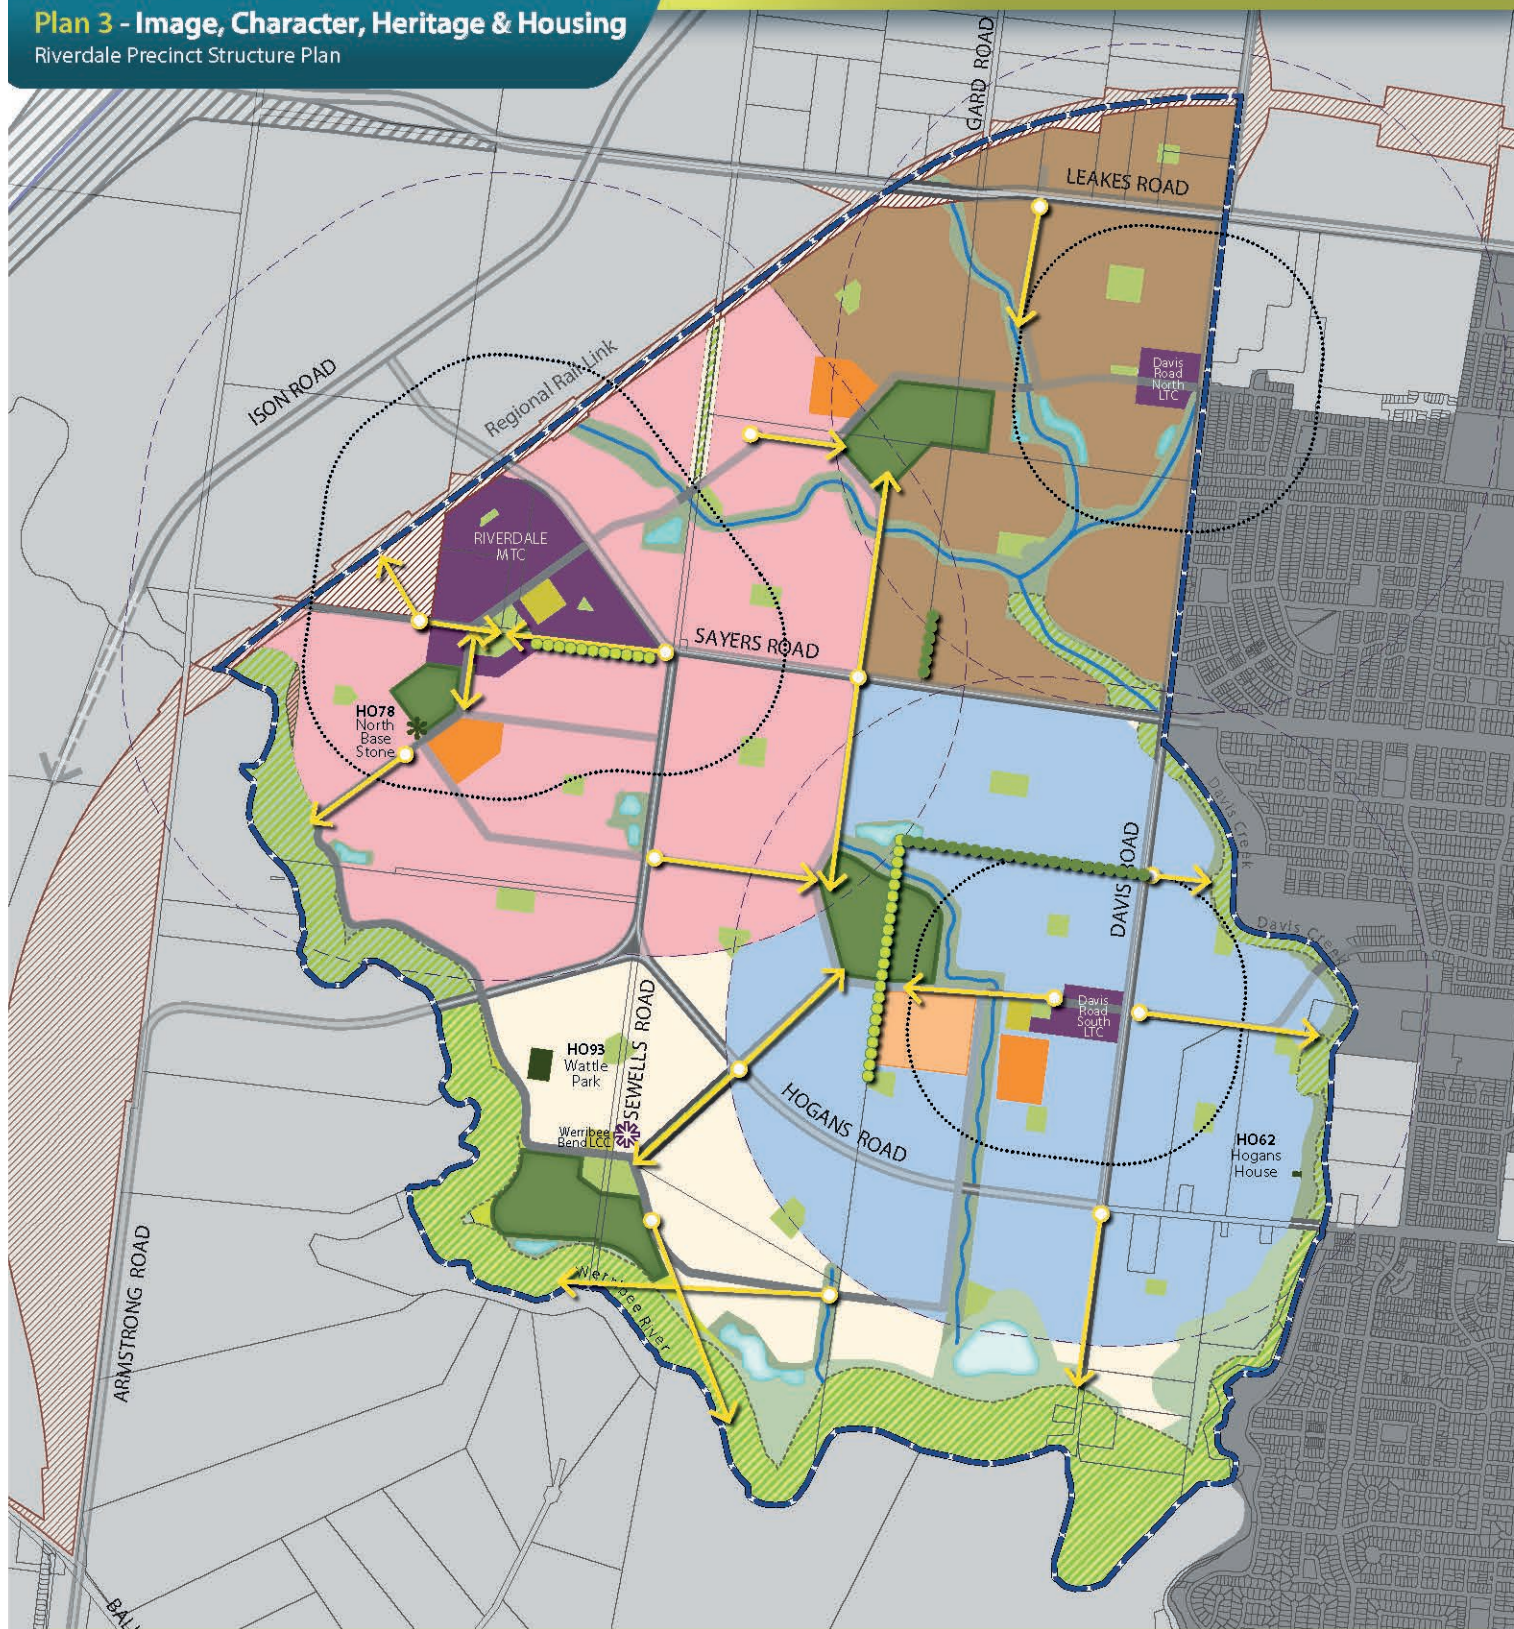 Plan 3 - Image, Character, Heritage & Housing
Riverdale Precinct Structure Plan
GARD ROAD
LEAKES ROAD
ISON ROAD
Regional Rail Link
Davis
Road
North
LTC
RIVERDALE
MTC
SAYERS ROAD
HO78
North
Base
Stone
Davis Creek
DAVIS ROAD
Davis Creek
Davis
Road
South
LTC
SEWELLS ROAD
HO93
Wattle
Park
HOGANS ROAD
Werribee
Bend LCC
HO62
Hogans
House
Werribee River
ARMSTRONG ROAD
BAL